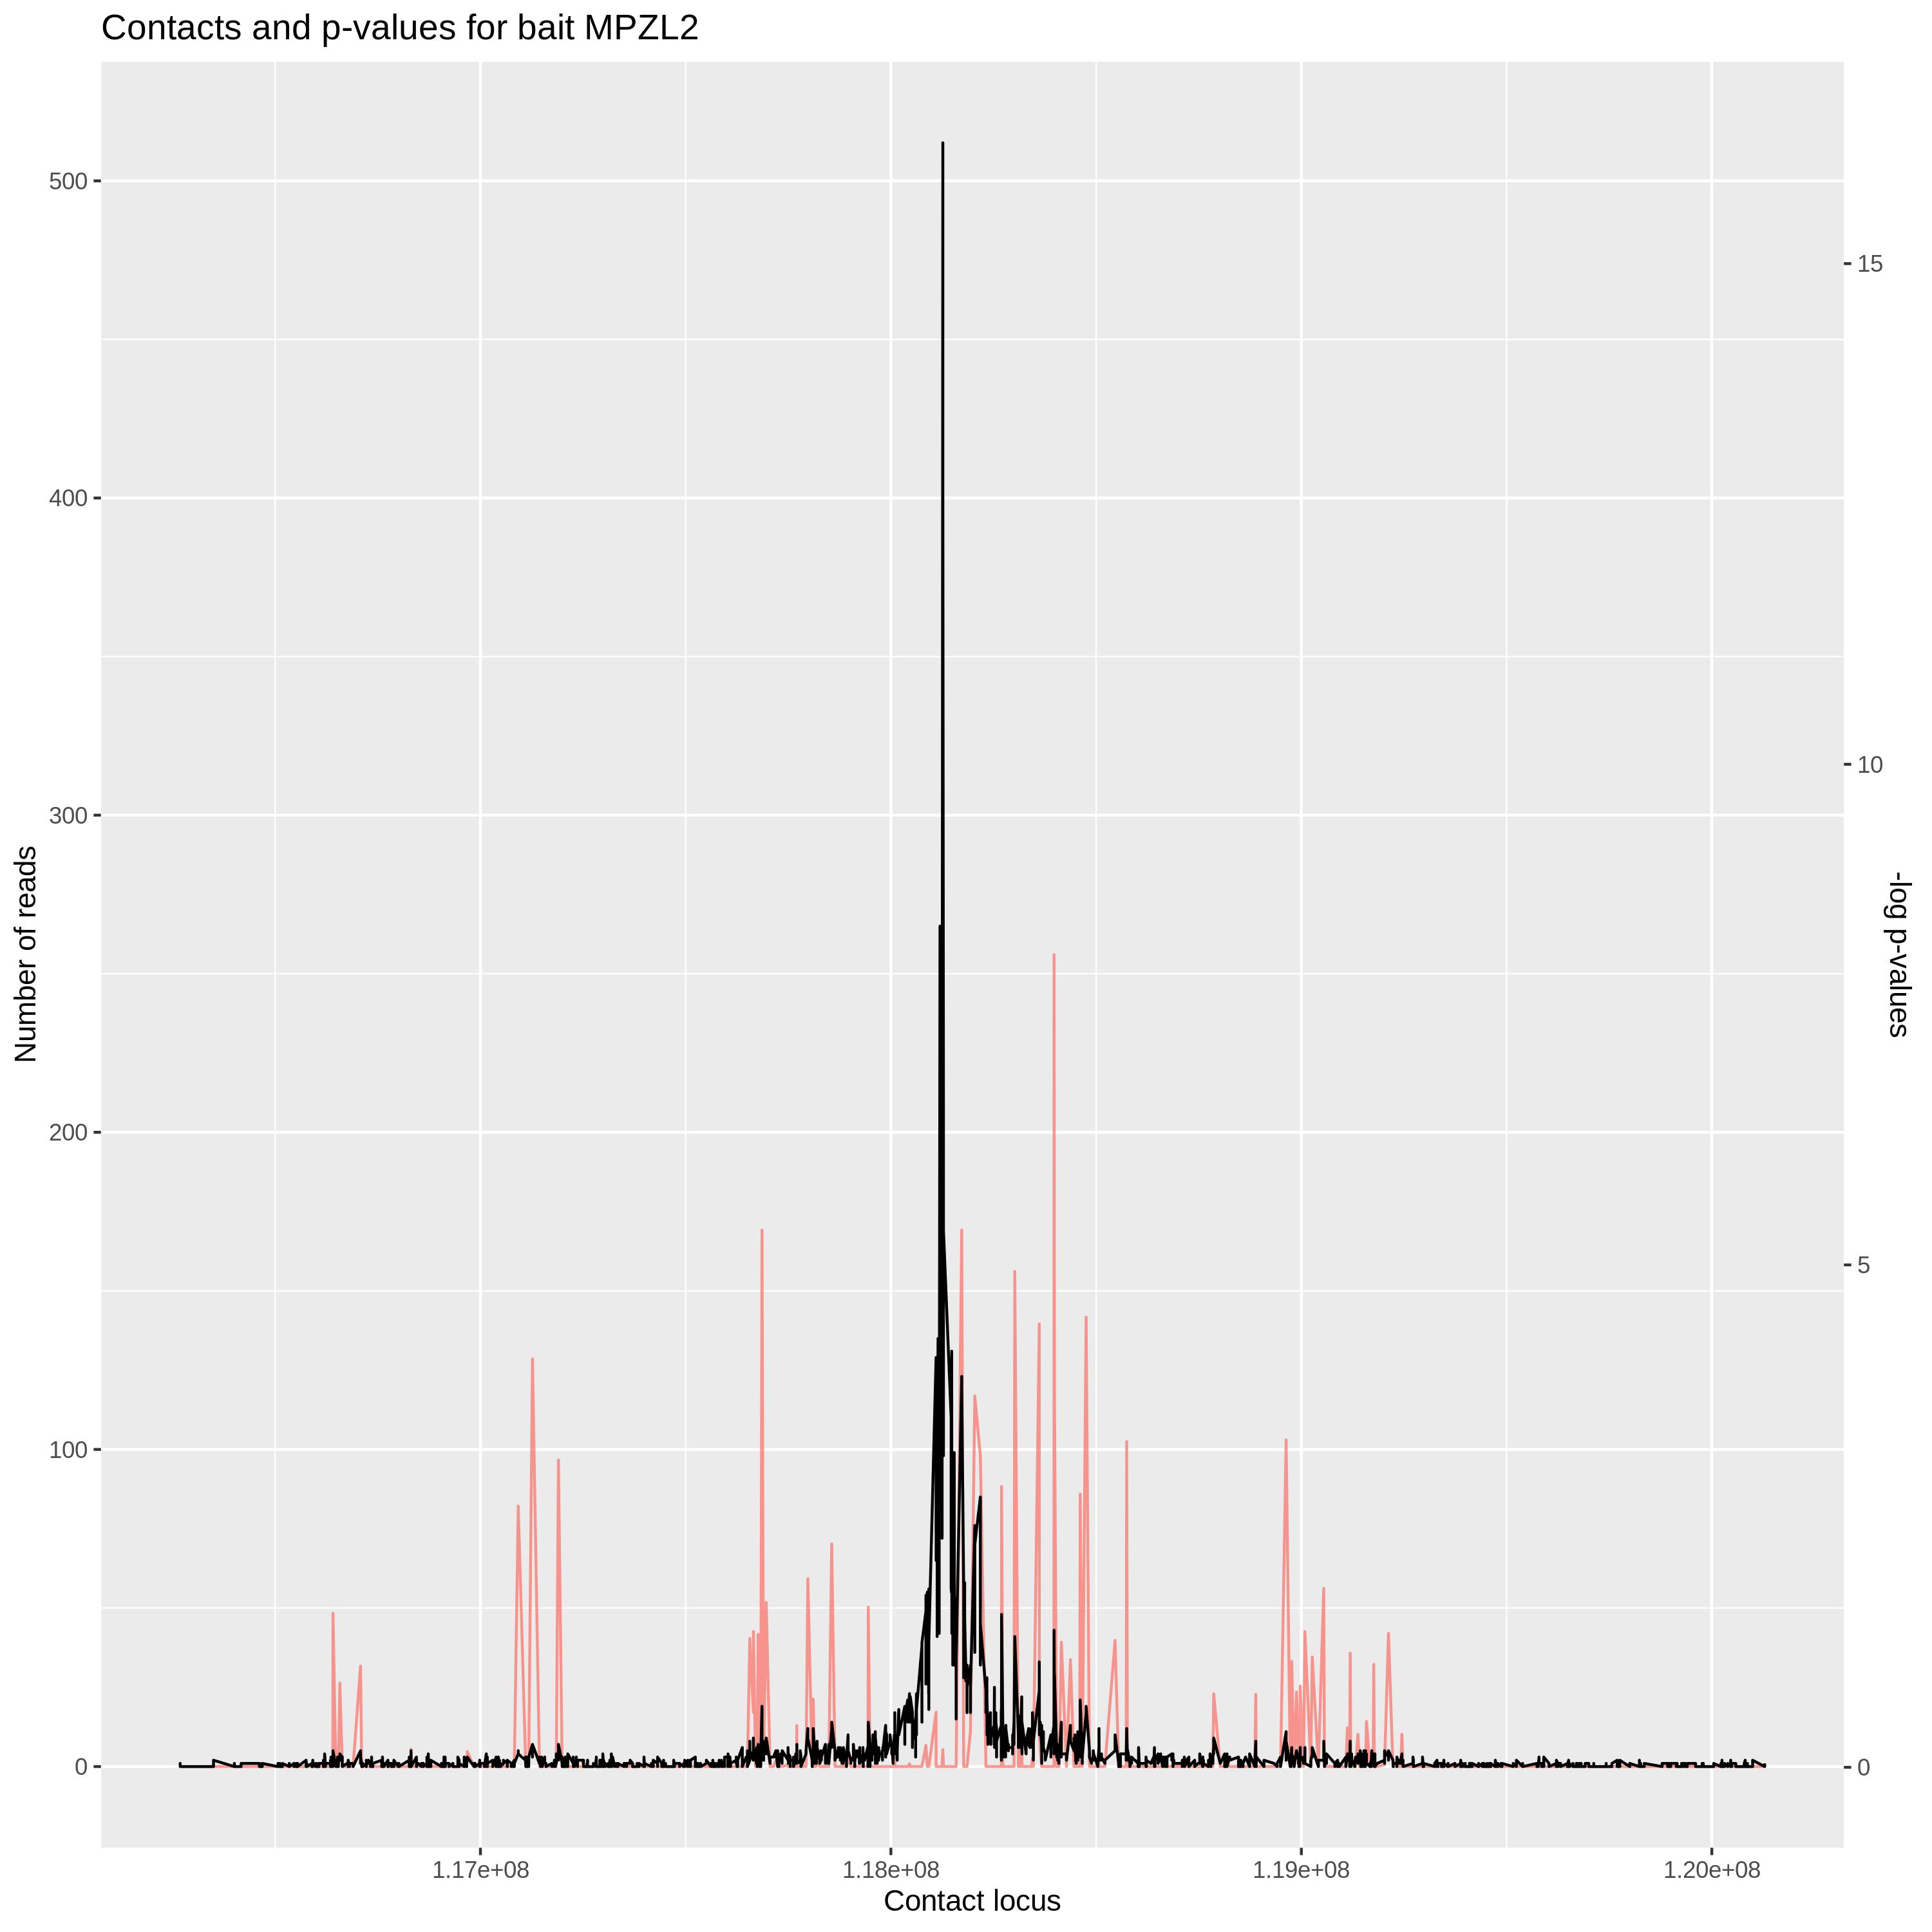 Contacts and p-values for bait MPZL2
500
400
300
200
100
0
Number of reads
15
10
5
0
-log p-values
1.17e+08
1.18e+08
1.19e+08
1.20e+08
Contact locus